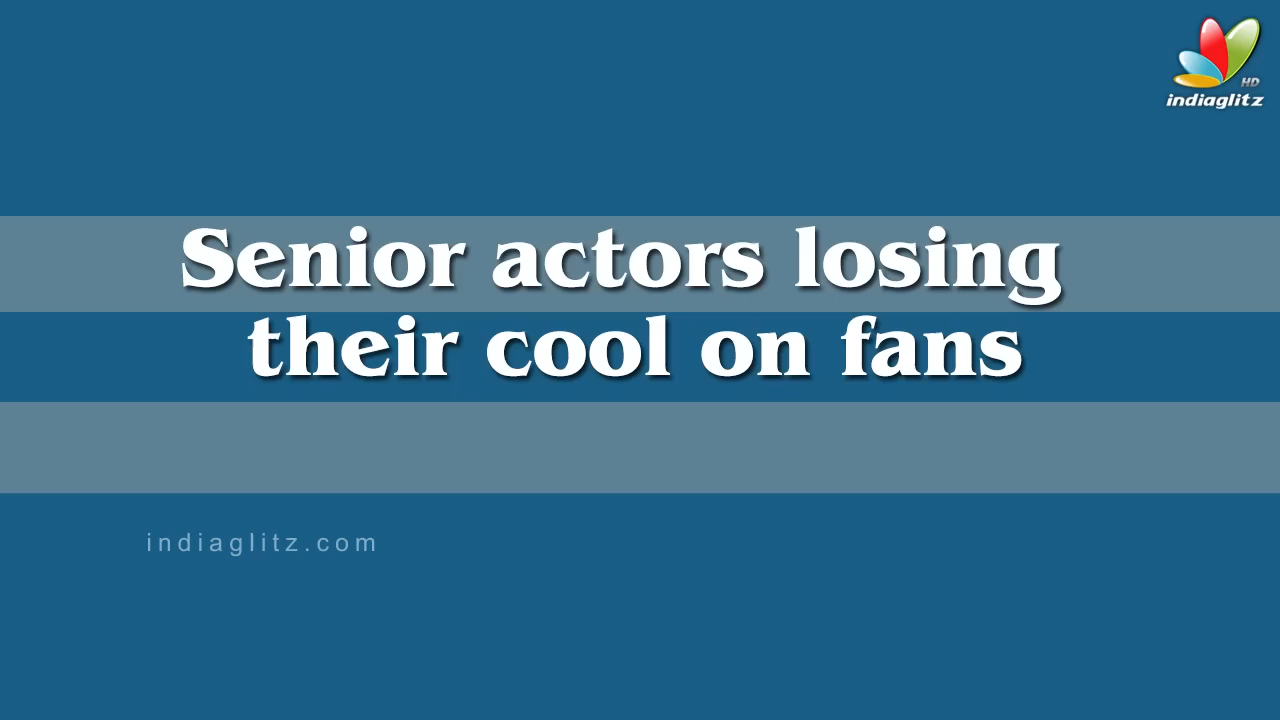 HD
indiaglitz
Senior actors losing
their cool on fans
indiaglitz.com